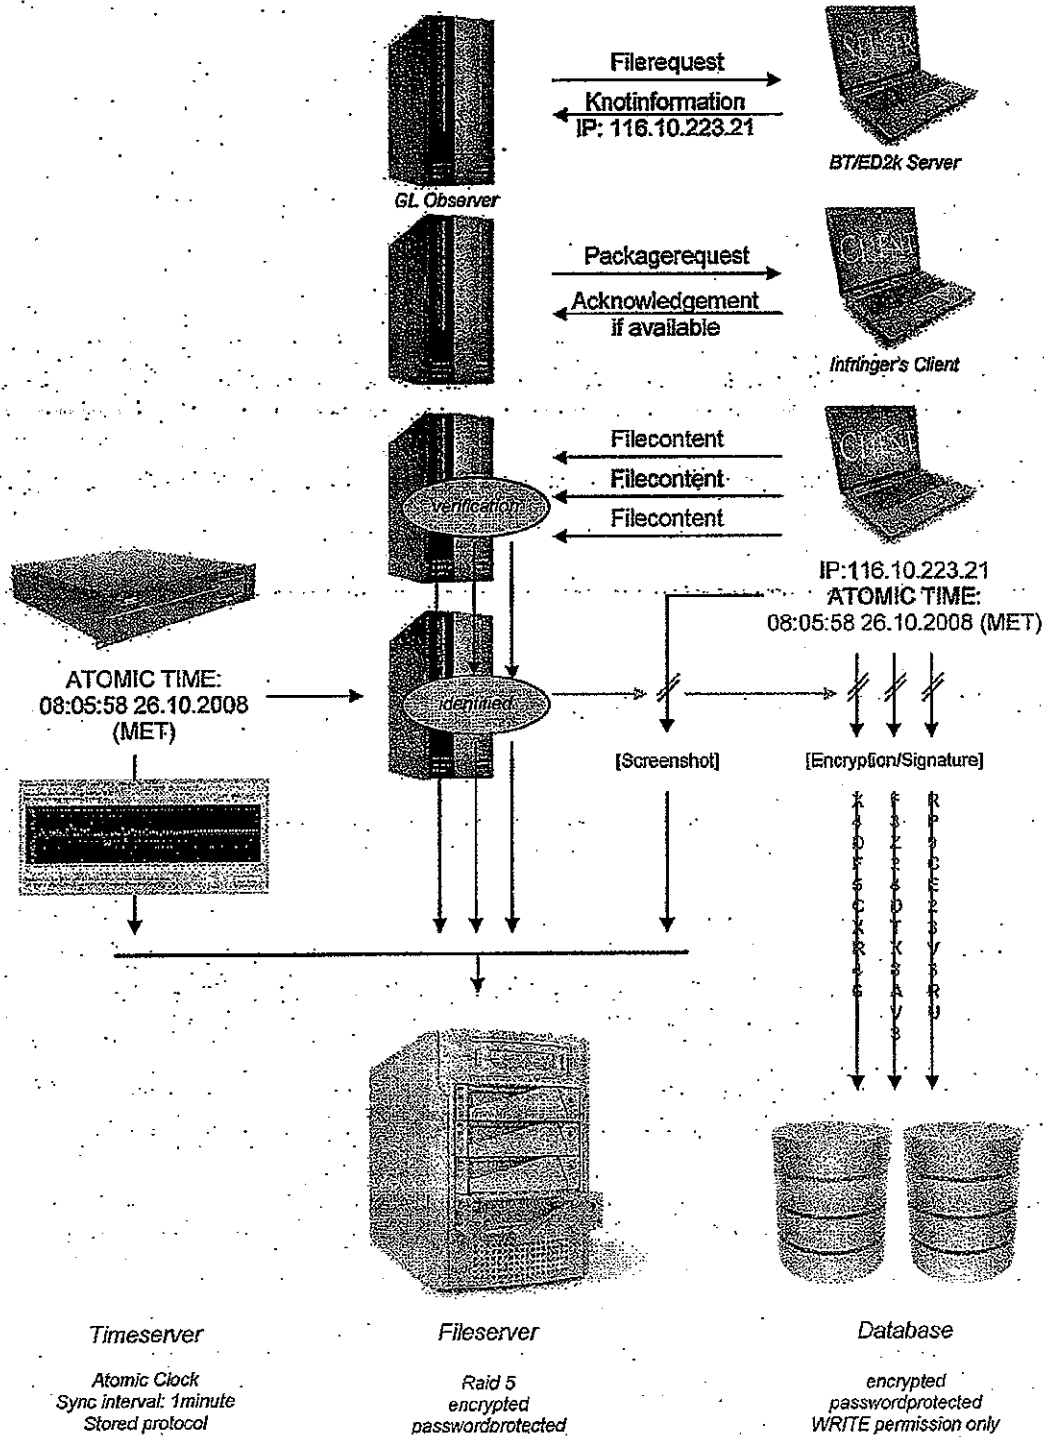 Filerequest
Knotinformation
IP: 116.10.223.21
SERVER
BT/ED2k Server
GL Observer
Packagerequest
Acknowledgement
if available
CLIENT
Infringer's Client
Filecontent
Filecontent
Filecontent
CLIENT
verification
IP:116.10.223.21
ATOMIC TIME:
08:05:58 26.10.2008 (MET)
ATOMIC TIME:
08:05:58 26.10.2008
(MET)
identified
[Screenshot]
[Encryption/Signature]
Timeserver
Atomic Clock
Sync interval: 1minute
Stored protocol
Fileserver
Raid 5
encrypted
passwordprotected
Database
encrypted
passwordprotected
WRITE permission only